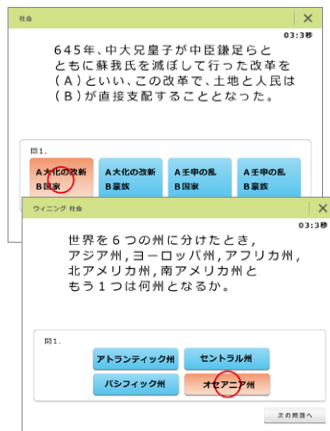 社会
03:3秒
645年、中大兄皇子が中臣鎌足らと
ともに蘇我氏を滅ぼして行った改革を
(A)といい、この改革で、土地と人民は
(B)が直接支配することとなった。
問1.
A大化の改新
B国家
A大化の改新
B豪族
A壬申の乱
B国家
A壬申の乱
B豪族
ウィニング 社会
03:3秒
世界を6つの州に分けたとき,
アジア州,ヨーロッパ州,アフリカ州,
北アメリカ州,南アメリカ州と
もう1つは何州となるか。
問1.
アトランティック州
セントラル州
パシフィック州
オセアニア州
次の問題へ